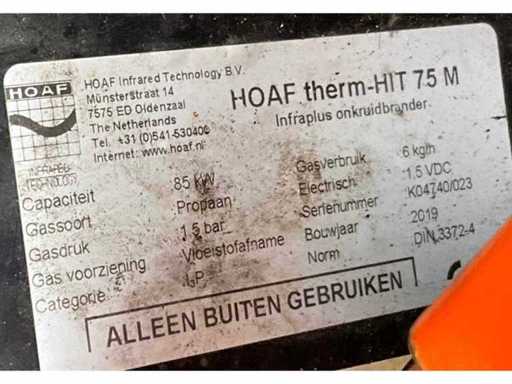 HOAF
INFRARED
TECHNOLOGY
HOAF Infrared Technology B.V.
Münsterstraat 14
7575 ED Oldenzaal
The Netherlands
Tel. +31 (0)541-530400
Internet: www.hoaf.nl
HOAF therm-HIT 75 M
Infraplus onkruidbrander
Capaciteit 85 kW
Gassoort Propaan
Gasdruk 1,5 bar
Gas voorziening Vloeistofafname
Categorie
Gasverbruik 6 kg/h
Electrisch 1.5 VDC
Serienummer K04740/023
Bouwjaar 2019
Norm DIN 3372-4
ALLEEN BUITEN GEBRUIKEN